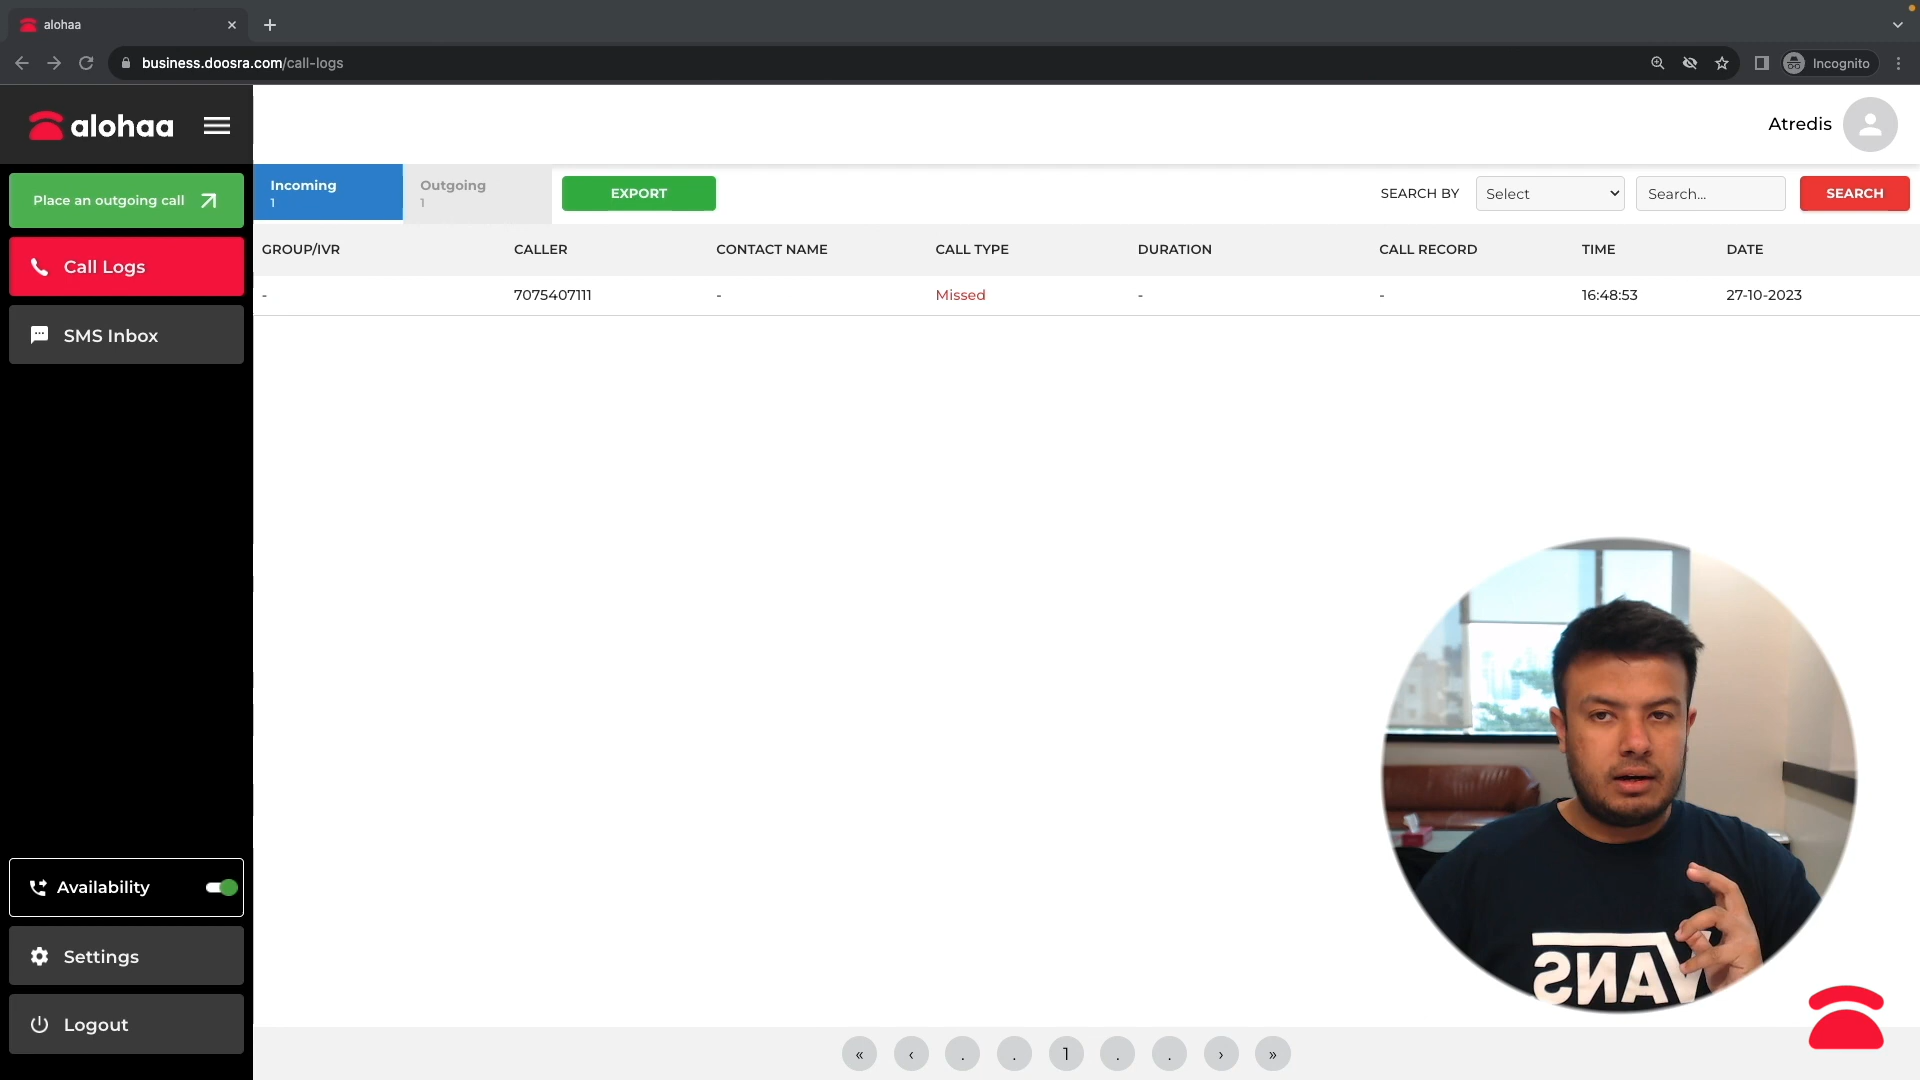 alohaa
business.doosra.com/call-logs
Incognito
alohaa
Atredis
Place an outgoing call
Call Logs
SMS Inbox
Availability
Settings
Logout
Incoming
1
Outgoing
1
EXPORT
SEARCH BY
Select
Search...
SEARCH
GROUP/IVR CALLER CONTACT NAME CALL TYPE DURATION CALL RECORD TIME DATE
- 7075407111 - Missed - - 16:48:53 27-10-2023
VANS
« ‹ . . 1 . . › »